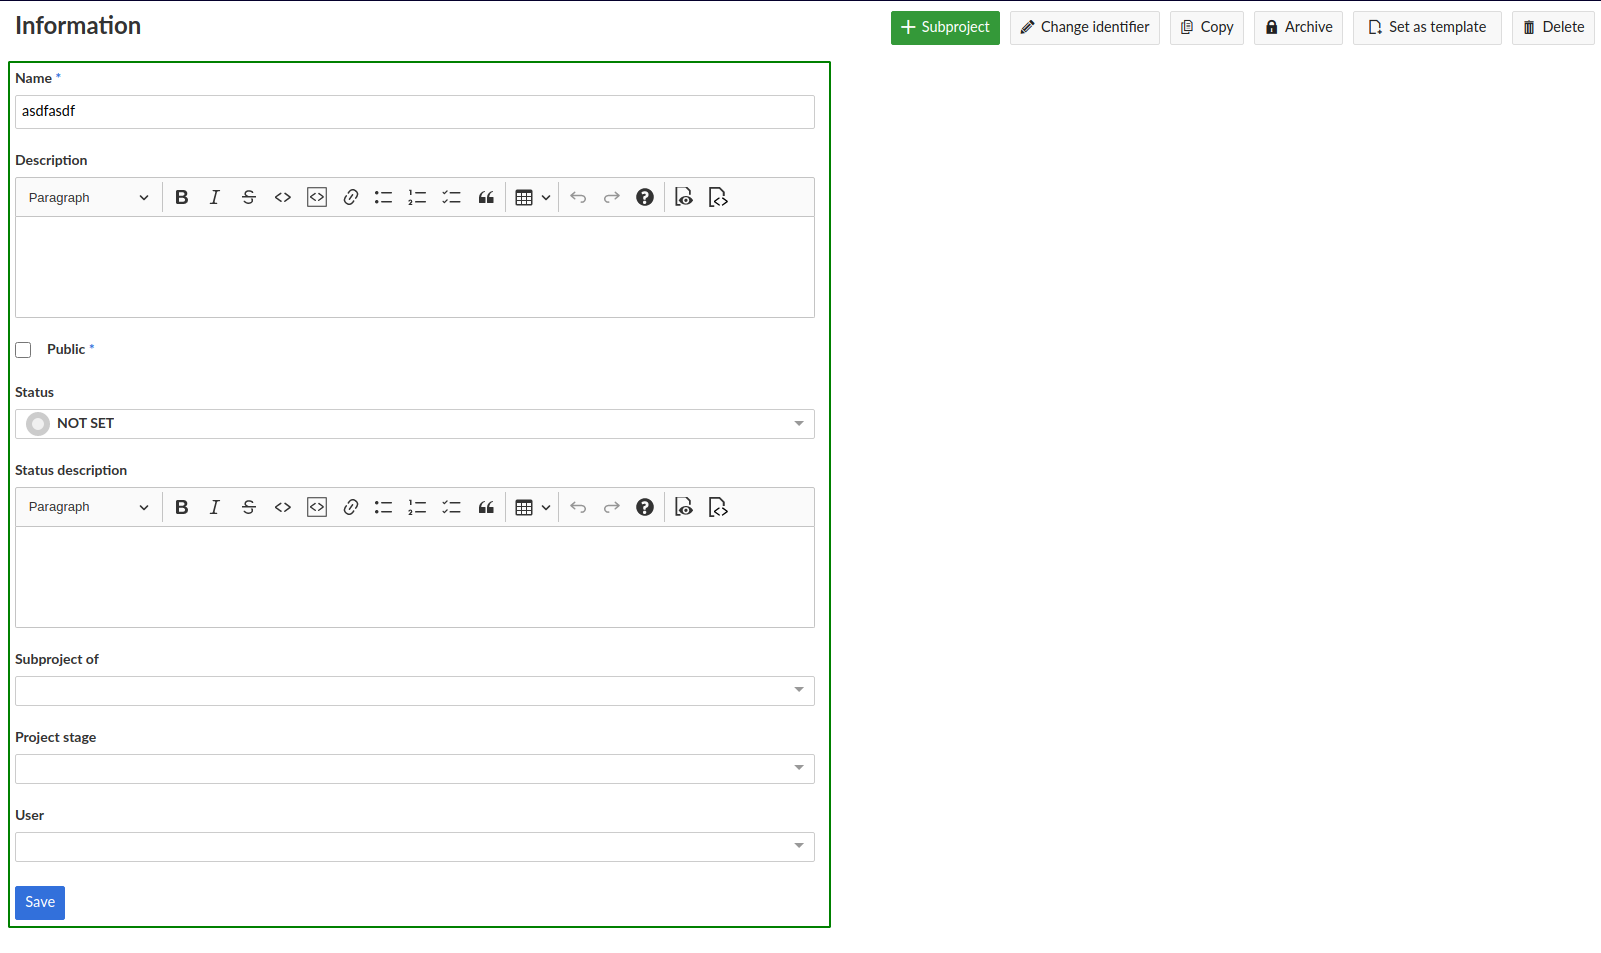 Information
Subproject
Change identifier
Copy
Archive
Set as template
Delete
Name *
asdfasdf
Description
Paragraph
Public *
Status
NOT SET
Status description
Paragraph
Subproject of
Project stage
User
Save